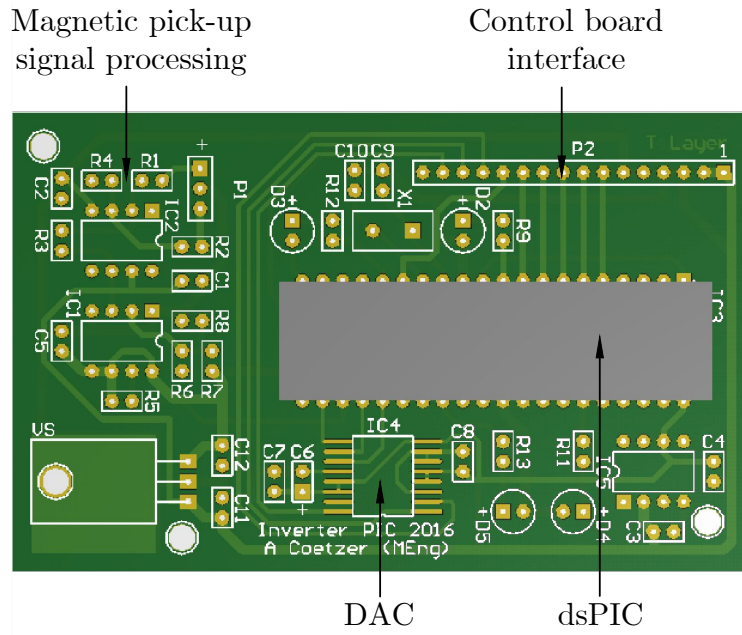 Magnetic pick-up
signal processing
Control board
interface
T Layer
P2
1
C10
C9
R4
R1
+
C2
P1
IC2
R3
R2
D3
+
R12
X1
D2
+
R9
C1
IC1
IC3
C5
R8
R6
R7
R5
VS
C12
C7
C6
+
IC4
C8
R13
R11
IC5
C4
C11
+
D5
+
D4
C3
Inverter PIC 2016
A Coetzer (MEng)
DAC
dsPIC